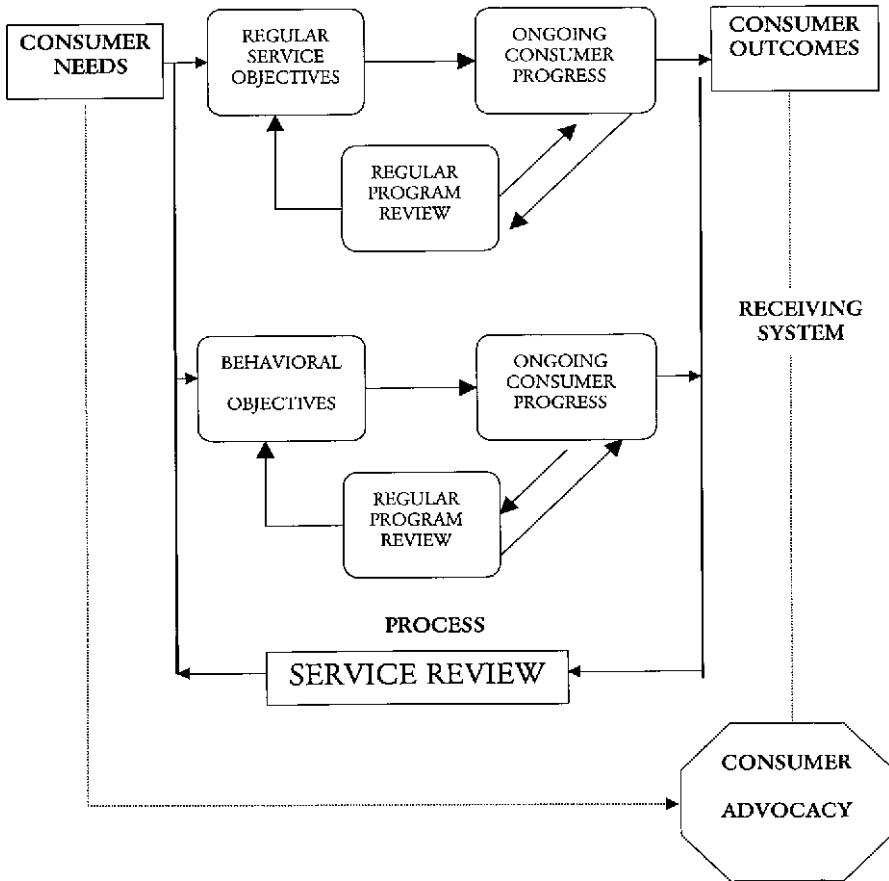 CONSUMER
NEEDS
REGULAR
SERVICE
OBJECTIVES
ONGOING
CONSUMER
PROGRESS
CONSUMER
OUTCOMES
REGULAR
PROGRAM
REVIEW
RECEIVING
SYSTEM
BEHAVIORAL
OBJECTIVES
ONGOING
CONSUMER
PROGRESS
REGULAR
PROGRAM
REVIEW
PROCESS
SERVICE REVIEW
CONSUMER
ADVOCACY